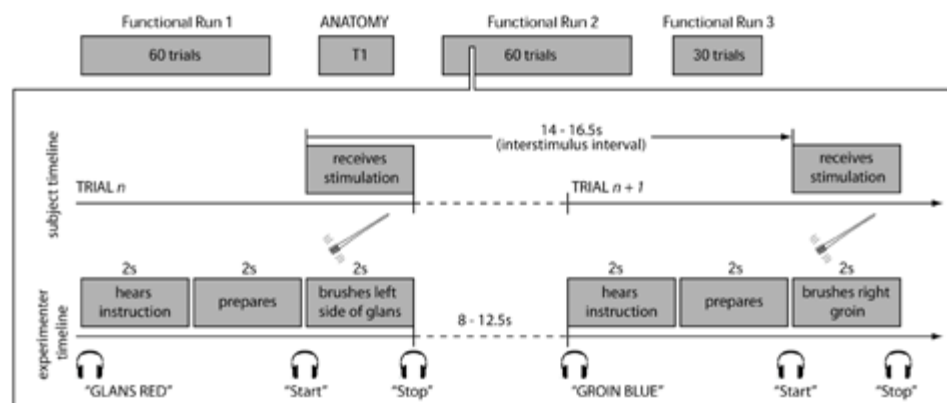 Functional Run 1
ANATOMY
Functional Run 2
Functional Run 3
60 trials
T1
60 trials
30 trials
subject timeline
14 - 16.5s
(interstimulus interval)
receives
stimulation
receives
stimulation
TRIAL n
TRIAL n + 1
experimenter
timeline
2s
2s
2s
2s
2s
2s
hears
instruction
prepares
brushes left
side of glans
8 - 12.5s
hears
instruction
prepares
brushes right
groin
"GLANS RED"
"Start"
"Stop"
"GROIN BLUE"
"Start"
"Stop"